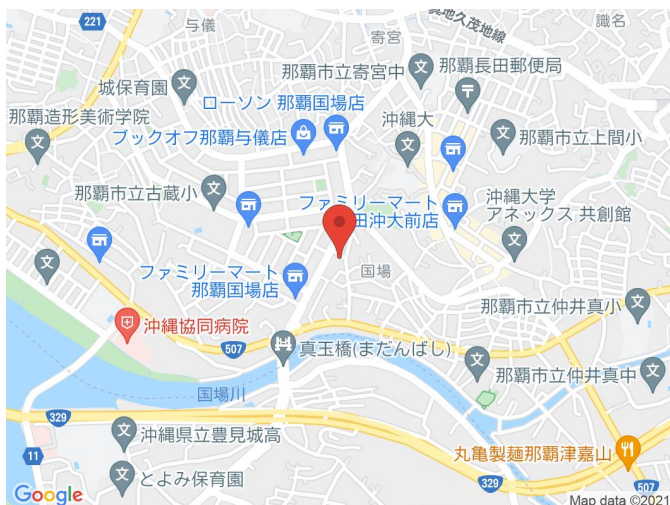 221
与儀
寄宮
真地久茂地線
識名
城保育園
那覇市立寄宮中
那覇長田郵便局
那覇造形美術学院
ローソン 那覇国場店
ブックオフ那覇与儀店
沖縄大
那覇市立上間小
那覇市立古蔵小
ファミリーマート
田沖大前店
沖縄大学
アネックス 共創館
国場
ファミリーマート
那覇国場店
那覇市立仲井真小
沖縄協同病院
507
真玉橋(まだんばし)
那覇市立仲井真中
国場川
329
沖縄県立豊見城高
丸亀製麺那覇津嘉山
11
とよみ保育園
329
507
Google
Map data ©2021